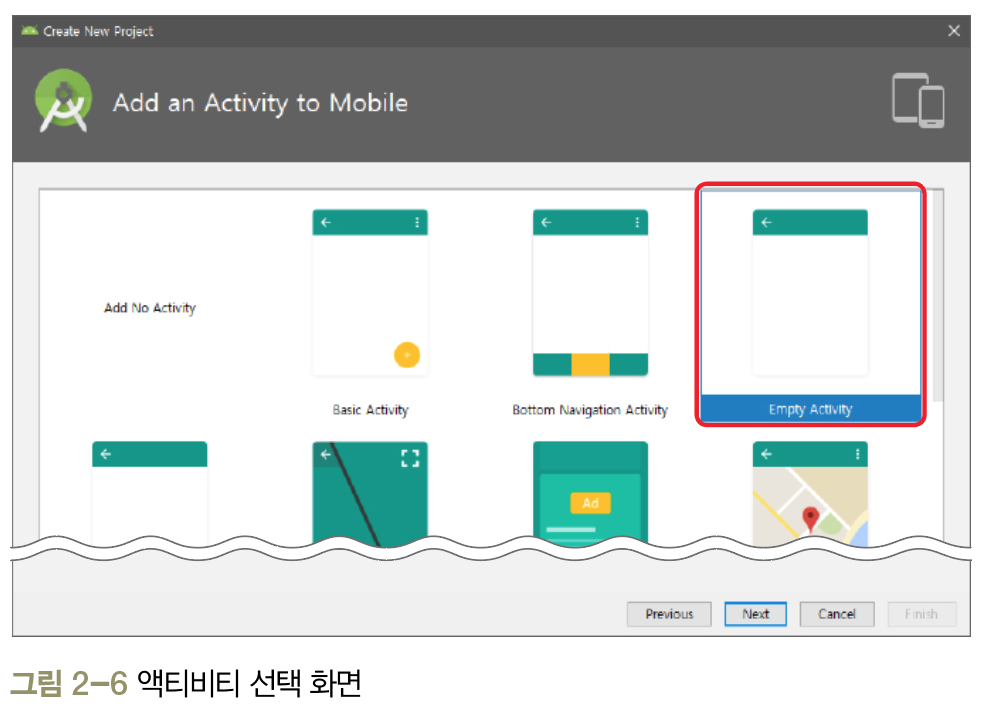 Create New Project
Add an Activity to Mobile
Add No Activity
Basic Activity
Bottom Navigation Activity
Empty Activity
Ad
Previous
Next
Cancel
Finish
그림 2-6 액티비티 선택 화면